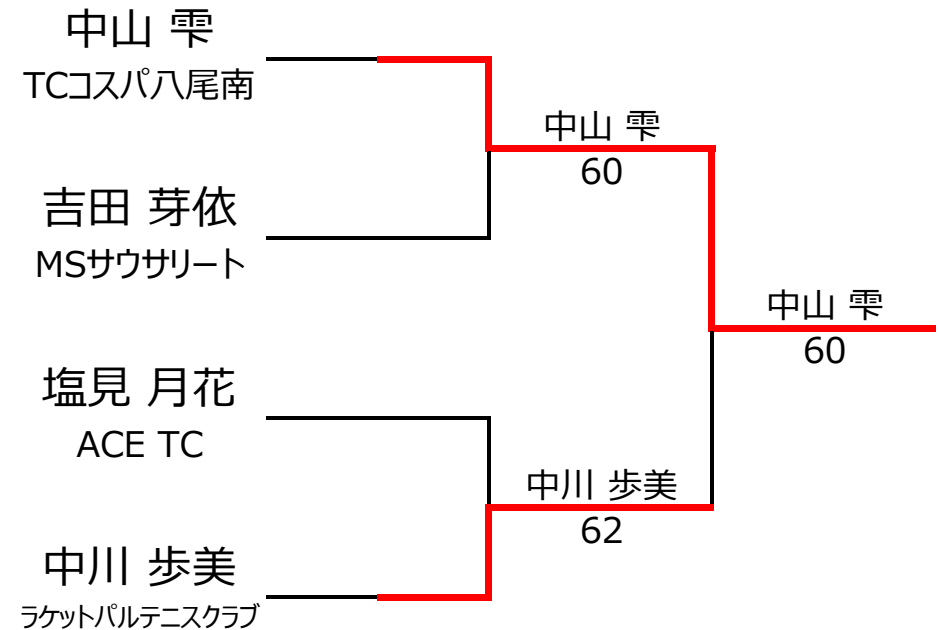 中山 雫
TCコスパ八尾南
中山 雫
60
吉田 芽依
MSサウサリート
中山 雫
60
塩見 月花
ACE TC
中川 歩美
62
中川 歩美
ラケットパルテニスクラブ